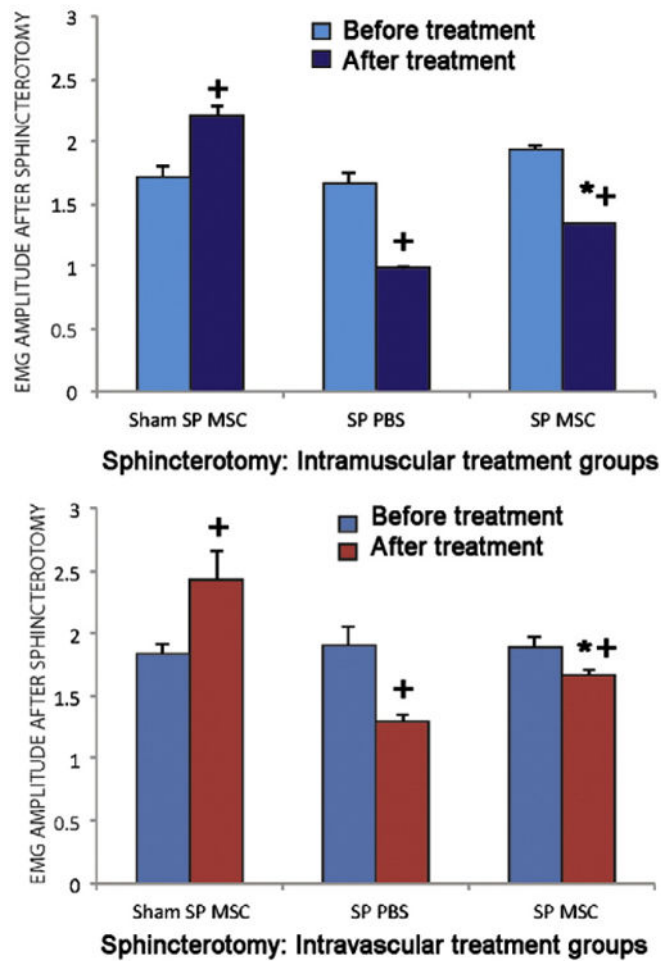 EMG AMPLITUDE AFTER SPHINCTEROTOMY
Before treatment
After treatment
3
2.5
2
1.5
1
0.5
0
+
+
*+
Sham SP MSC
SP PBS
SP MSC
Sphincterotomy: Intramuscular treatment groups
EMG AMPLITUDE AFTER SPHINCTEROTOMY
Before treatment
After treatment
3
2.5
2
1.5
1
0.5
0
+
+
*+
Sham SP MSC
SP PBS
SP MSC
Sphincterotomy: Intravascular treatment groups